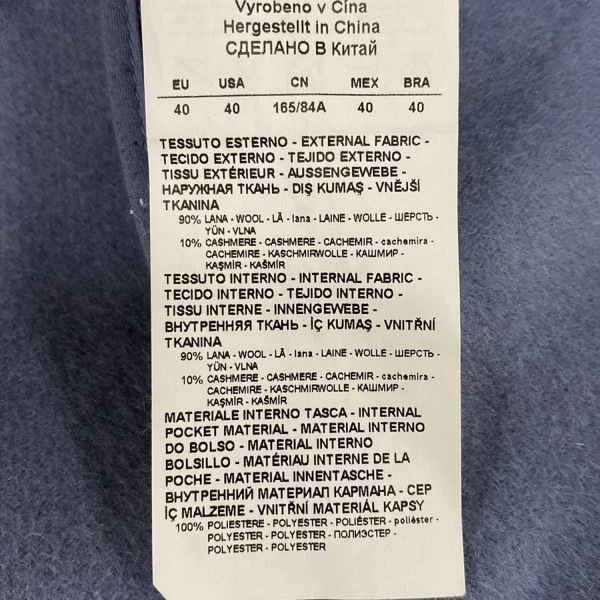 Vyrobeno v Cína
Hergestellt in China
СДЕЛАНО В Китай
EU USA CN MEX BRA
40 40 165/84A 40 40
TESSUTO ESTERNO - EXTERNAL FABRIC -
TECIDO EXTERNO - TEJIDO EXTERNO -
TISSU EXTÉRIEUR - AUSSENGEWEBE -
НАРУЖНАЯ ТКАНЬ - DIŞ KUMAŞ - VNĚJŠÍ
TKANINA
90% LANA - WOOL - LÃ - lana - LAINE - WOLLE - ШЕРСТЬ -
YÜN - VLNA
10% CASHMERE - CASHMERE - CACHEMIR - cachemira -
CACHEMIRE - KASCHMIRWOLLE - КАШМИР -
KAŞMİR - KAŠMÍR
TESSUTO INTERNO - INTERNAL FABRIC -
TECIDO INTERNO - TEJIDO INTERNO -
TISSU INTERNE - INNENGEWEBE -
ВНУТРЕННЯЯ ТКАНЬ - İÇ KUMAŞ - VNITŘNÍ
TKANINA
90% LANA - WOOL - LÃ - lana - LAINE - WOLLE - ШЕРСТЬ -
YÜN - VLNA
10% CASHMERE - CASHMERE - CACHEMIR - cachemira -
CACHEMIRE - KASCHMIRWOLLE - КАШМИР -
KAŞMİR - KAŠMÍR
MATERIALE INTERNO TASCA - INTERNAL
POCKET MATERIAL - MATERIAL INTERNO
DO BOLSO - MATERIAL INTERNO
BOLSILLO - MATÉRIAU INTERNE DE LA
POCHE - MATERIAL INNENTASCHE -
ВНУТРЕННИЙ МАТЕРИАЛ КАРМАНА - CEP
İÇ MALZEME - VNITŘNÍ MATERIÁL KAPSY
100% POLIESTERE - POLYESTER - POLIÉSTER - poliéster -
POLYESTER - POLYESTER - ПОЛИЭСТЕР -
POLYESTER - POLYESTER